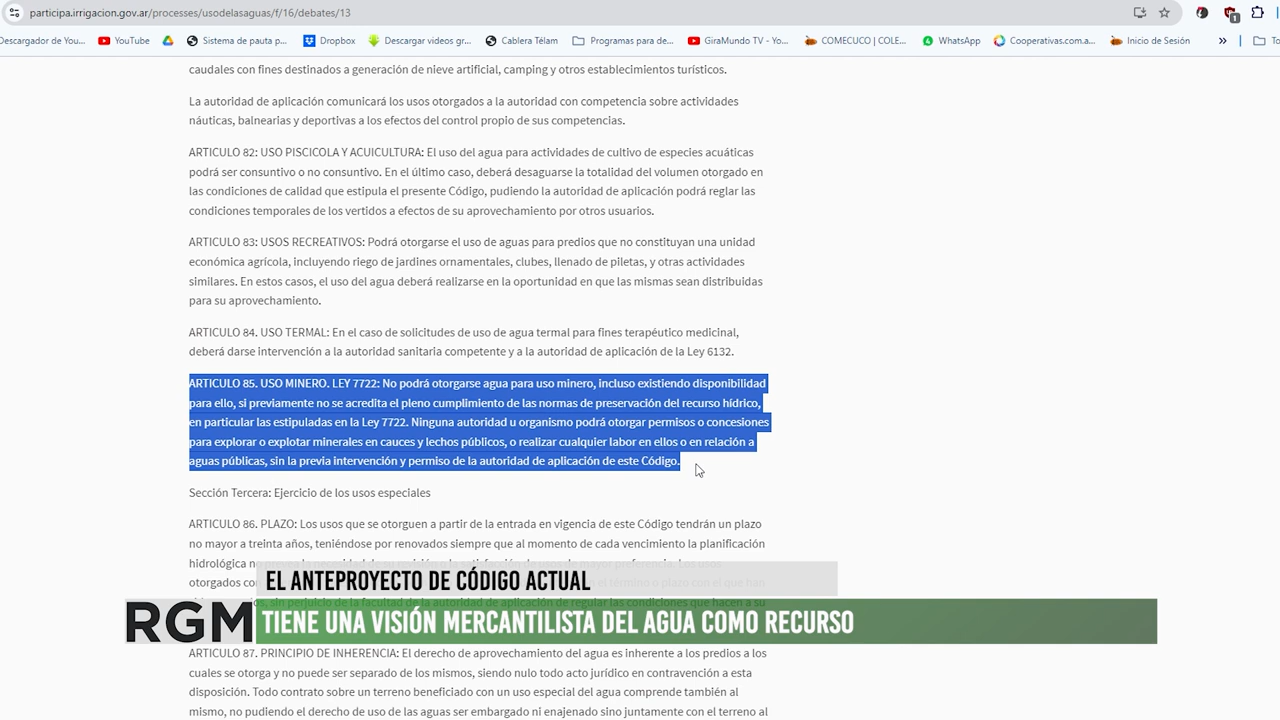 participa.irrigacion.gov.ar/processes/usodelasaguas/f/16/debates/13
Descargador de You... YouTube Sistema de pauta p... Dropbox Descargar videos gr... Cablera Télam Programas para de... GiraMundo TV - Yo... COMECUCO | COLE... WhatsApp Cooperativas.com.a... Inicio de Sesión » To
caudales con fines destinados a generación de nieve artificial, camping y otros establecimientos turísticos.
La autoridad de aplicación comunicará los usos otorgados a la autoridad con competencia sobre actividades
náuticas, balnearias y deportivas a los efectos del control propio de sus competencias.
ARTICULO 82: USO PISCICOLA Y ACUICULTURA: El uso del agua para actividades de cultivo de especies acuáticas
podrá ser consuntivo o no consuntivo. En el último caso, deberá desaguarse la totalidad del volumen otorgado en
las condiciones de calidad que estipula el presente Código, pudiendo la autoridad de aplicación podrá reglar las
condiciones temporales de los vertidos a efectos de su aprovechamiento por otros usuarios.
ARTICULO 83: USOS RECREATIVOS: Podrá otorgarse el uso de aguas para predios que no constituyan una unidad
económica agrícola, incluyendo riego de jardines ornamentales, clubes, llenado de piletas, y otras actividades
similares. En estos casos, el uso del agua deberá realizarse en la oportunidad en que las mismas sean distribuidas
para su aprovechamiento.
ARTICULO 84. USO TERMAL: En el caso de solicitudes de uso de agua termal para fines terapéutico medicinal,
deberá darse intervención a la autoridad sanitaria competente y a la autoridad de aplicación de la Ley 6132.
ARTICULO 85. USO MINERO. LEY 7722: No podrá otorgarse agua para uso minero, incluso existiendo disponibilidad
para ello, si previamente no se acredita el pleno cumplimiento de las normas de preservación del recurso hídrico,
en particular las estipuladas en la Ley 7722. Ninguna autoridad u organismo podrá otorgar permisos o concesiones
para explorar o explotar minerales en cauces y lechos públicos, o realizar cualquier labor en ellos o en relación a
aguas públicas, sin la previa intervención y permiso de la autoridad de aplicación de este Código.
Sección Tercera: Ejercicio de los usos especiales
ARTICULO 86. PLAZO: Los usos que se otorguen a partir de la entrada en vigencia de este Código tendrán un plazo
no mayor a treinta años, teniéndose por renovados siempre que al momento de cada vencimiento la planificación
hidrológica no
otorgados
EL ANTEPROYECTO DE CÓDIGO ACTUAL
RGM TIENE UNA VISIÓN MERCANTILISTA DEL AGUA COMO RECURSO
ARTICULO 87. PRINCIPIO DE INHERENCIA: El derecho de aprovechamiento del agua es inherente a los predios a los
cuales se otorga y no puede ser separado de los mismos, siendo nulo todo acto jurídico en contravención a esta
disposición. Todo contrato sobre un terreno beneficiado con un uso especial del agua comprende también al
mismo, no pudiendo el derecho de uso de las aguas ser embargado ni enajenado sino juntamente con el terreno al